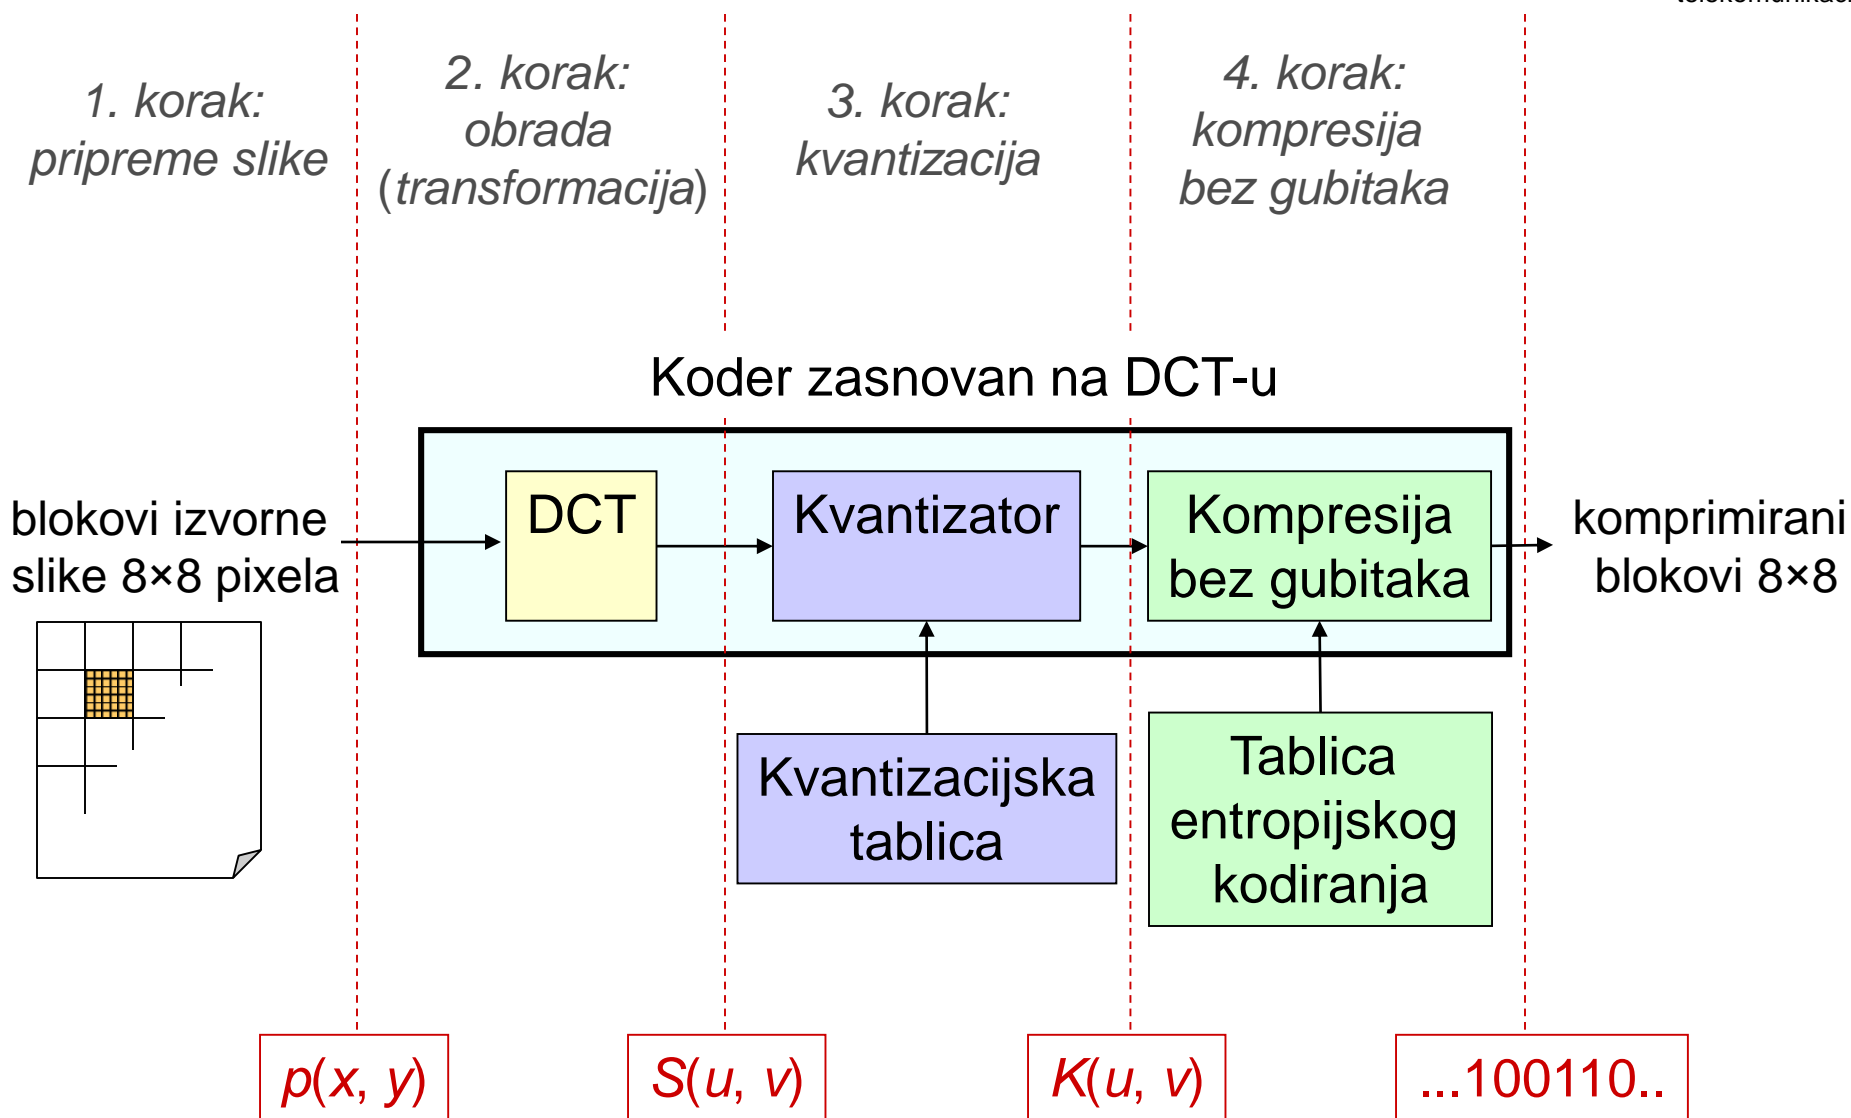 1. korak:
pripreme slike
2. korak:
obrada
(transformacija)
3. korak:
kvantizacija
4. korak:
kompresija
bez gubitaka
Koder zasnovan na DCT-u
blokovi izvorne
slike 8×8 pixela
DCT
Kvantizator
Kompresija
bez gubitaka
komprimirani
blokovi 8×8
Kvantizacijska
tablica
Tablica
entropijskog
kodiranja
p(x, y)
S(u, v)
K(u, v)
...100110..